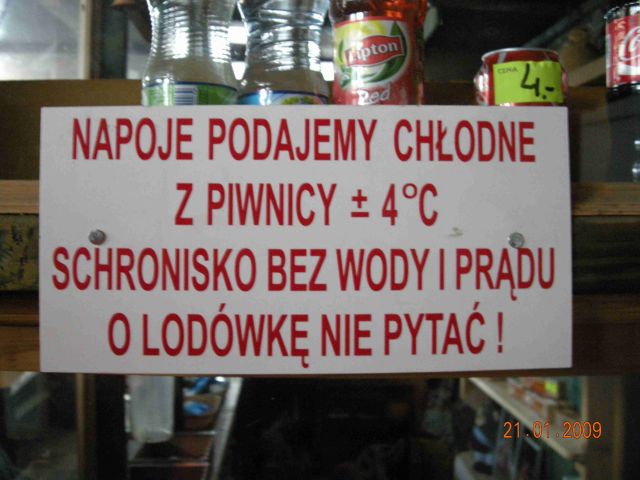 Lipton
Red
CENA 4.-
NAPOJE PODAJEMY CHŁODNE
Z PIWNICY ± 4°C
SCHRONISKO BEZ WODY I PRĄDU
O LODÓWKĘ NIE PYTAĆ !
21.01.2009